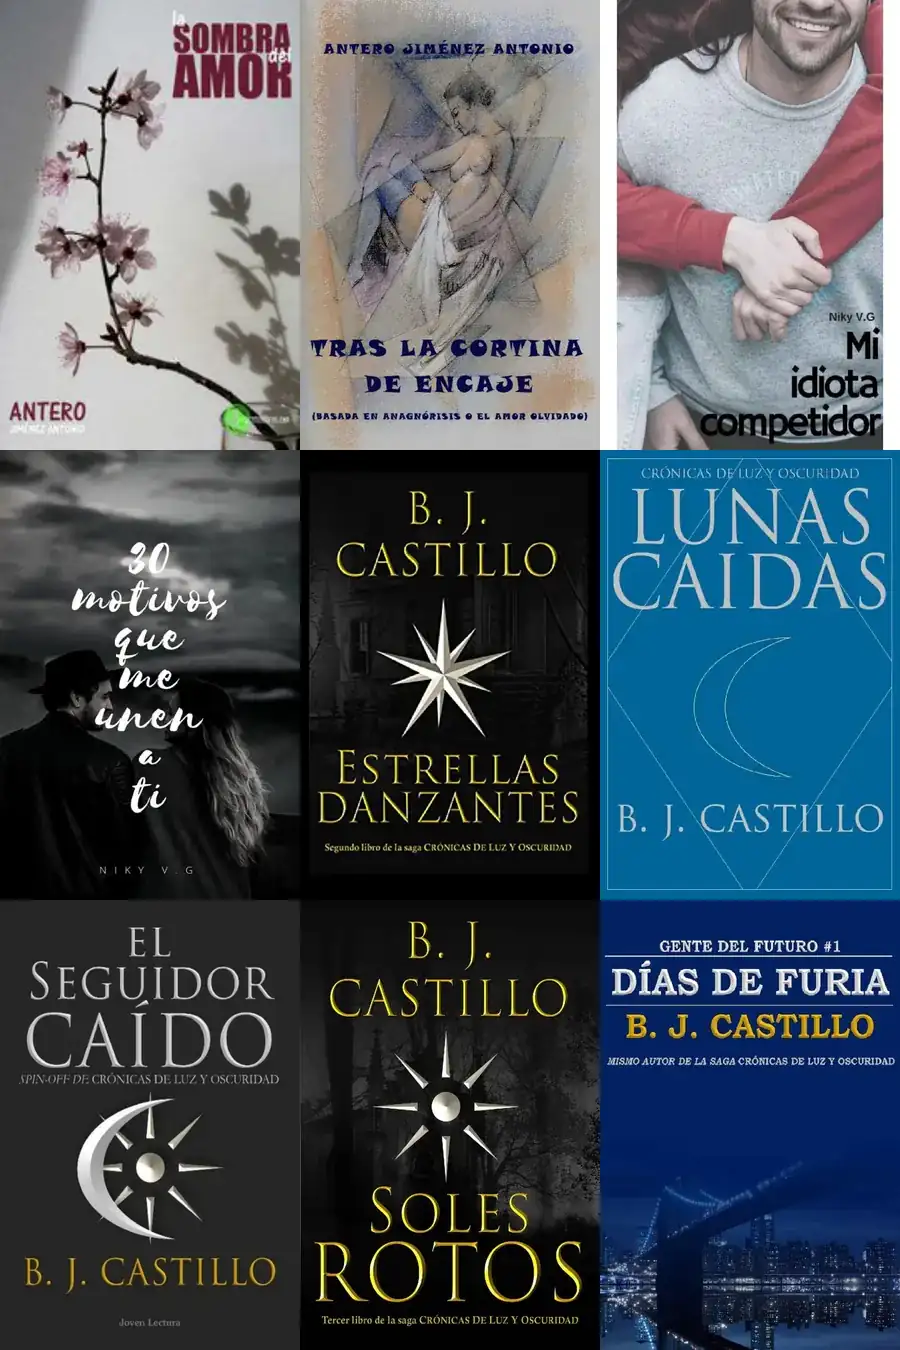 la
SOMBRA
del
AMOR
ANTERO
JIMÉNEZ ANTONIO
ANTERO JIMÉNEZ ANTONIO
TRAS LA CORTINA
DE ENCAJE
(BASADA EN ANAGNÓRISIS O EL AMOR OLVIDADO)
Niky V.G
Mi
idiota
competidor
30
motivos
que
me
unen
a
ti
NIKY V.G
B. J.
CASTILLO
ESTRELLAS
DANZANTES
Segundo libro de la saga CRÓNICAS DE LUZ Y OSCURIDAD
CRÓNICAS DE LUZ Y OSCURIDAD
LUNAS
CAIDAS
B. J. CASTILLO
EL
SEGUIDOR
CAÍDO
SPIN-OFF DE CRÓNICAS DE LUZ Y OSCURIDAD
B. J. CASTILLO
Joven Lectura
B. J.
CASTILLO
SOLES
ROTOS
Tercer libro de la saga CRÓNICAS DE LUZ Y OSCURIDAD
GENTE DEL FUTURO #1
DÍAS DE FURIA
B. J. CASTILLO
MISMO AUTOR DE LA SAGA CRÓNICAS DE LUZ Y OSCURIDAD